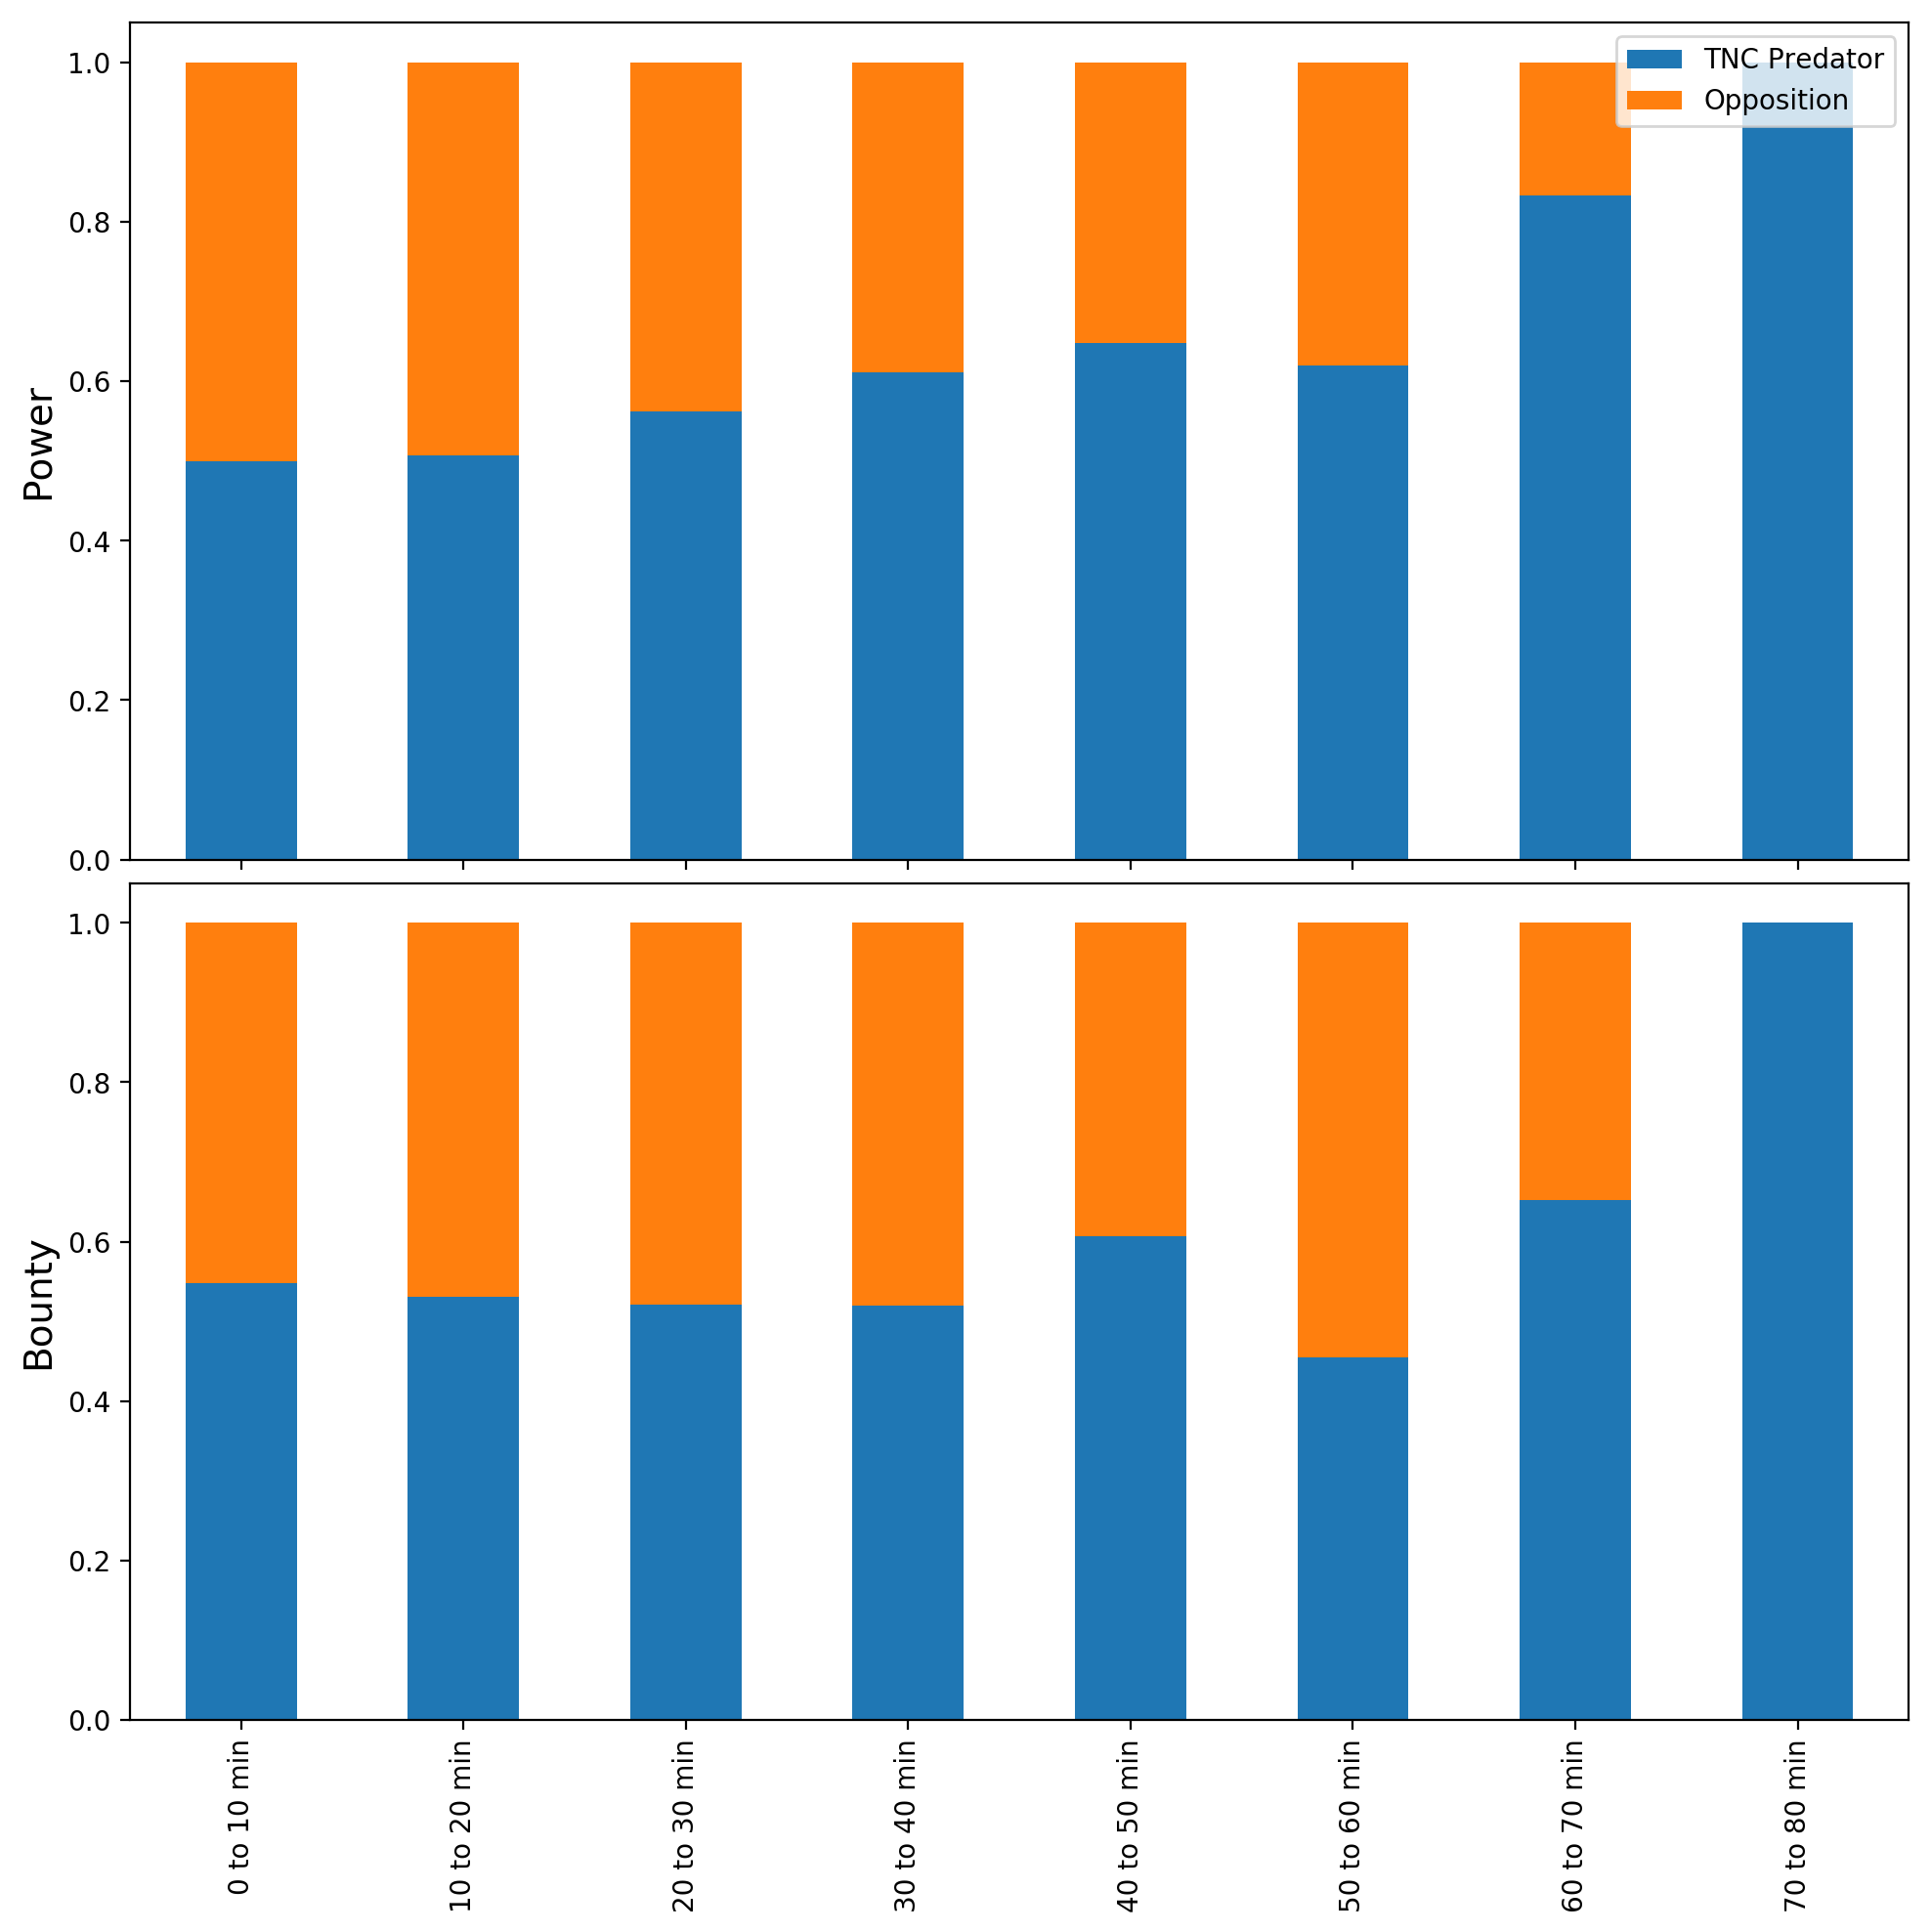 1.0
0.8
0.6
0.4
0.2
0.0
Power
TNC Predator
Opposition
1.0
0.8
0.6
0.4
0.2
0.0
Bounty
0 to 10 min
10 to 20 min
20 to 30 min
30 to 40 min
40 to 50 min
50 to 60 min
60 to 70 min
70 to 80 min